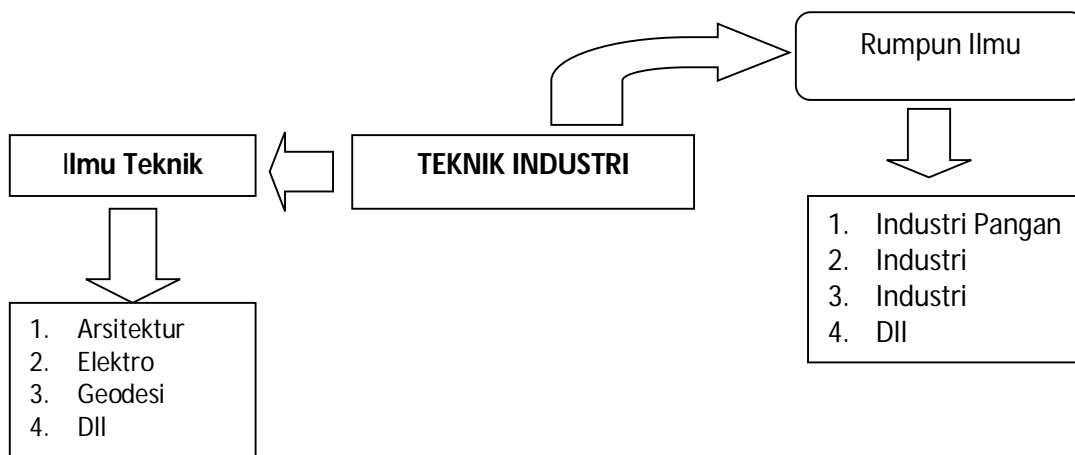 Rumpun Ilmu
Ilmu Teknik
TEKNIK INDUSTRI
1. Industri Pangan
2. Industri
3. Industri
4. Dll
1. Arsitektur
2. Elektro
3. Geodesi
4. Dll